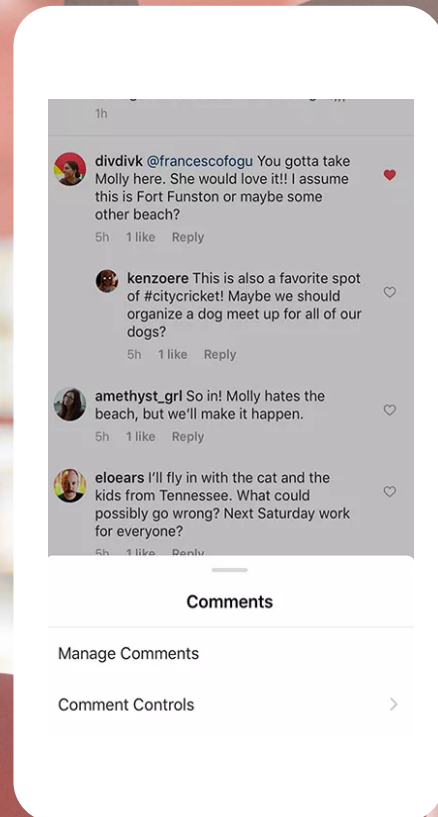 1h
divdivk @francescofogu You gotta take
Molly here. She would love it!! I assume
this is Fort Funston or maybe some
other beach?
5h 1 like Reply
kenzoere This is also a favorite spot
of #citycricket! Maybe we should
organize a dog meet up for all of our
dogs?
5h 1 like Reply
amethyst_grl So in! Molly hates the
beach, but we’ll make it happen.
5h 1 like Reply
eloears I’ll fly in with the cat and the
kids from Tennessee. What could
possibly go wrong? Next Saturday work
for everyone?
5h 1 like Reply
Comments
Manage Comments
Comment Controls